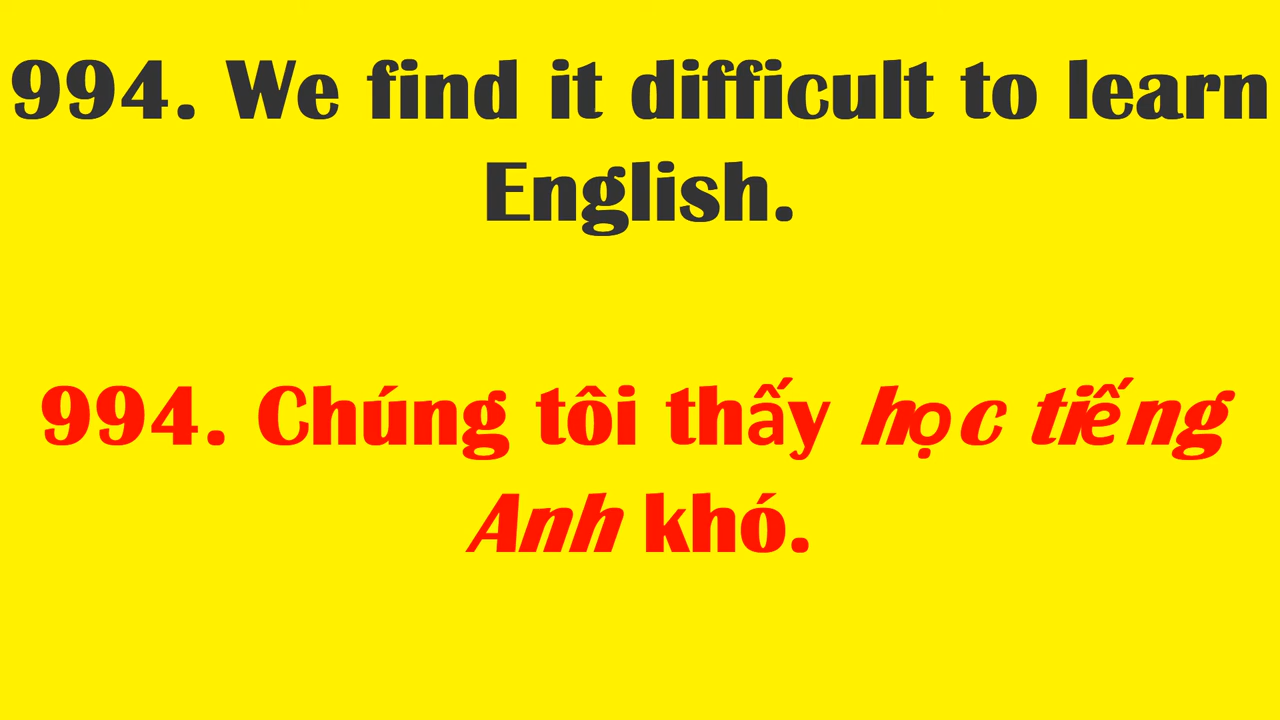 994. We find it difficult to learn
English.
994. Chúng tôi thấy học tiếng
Anh khó.